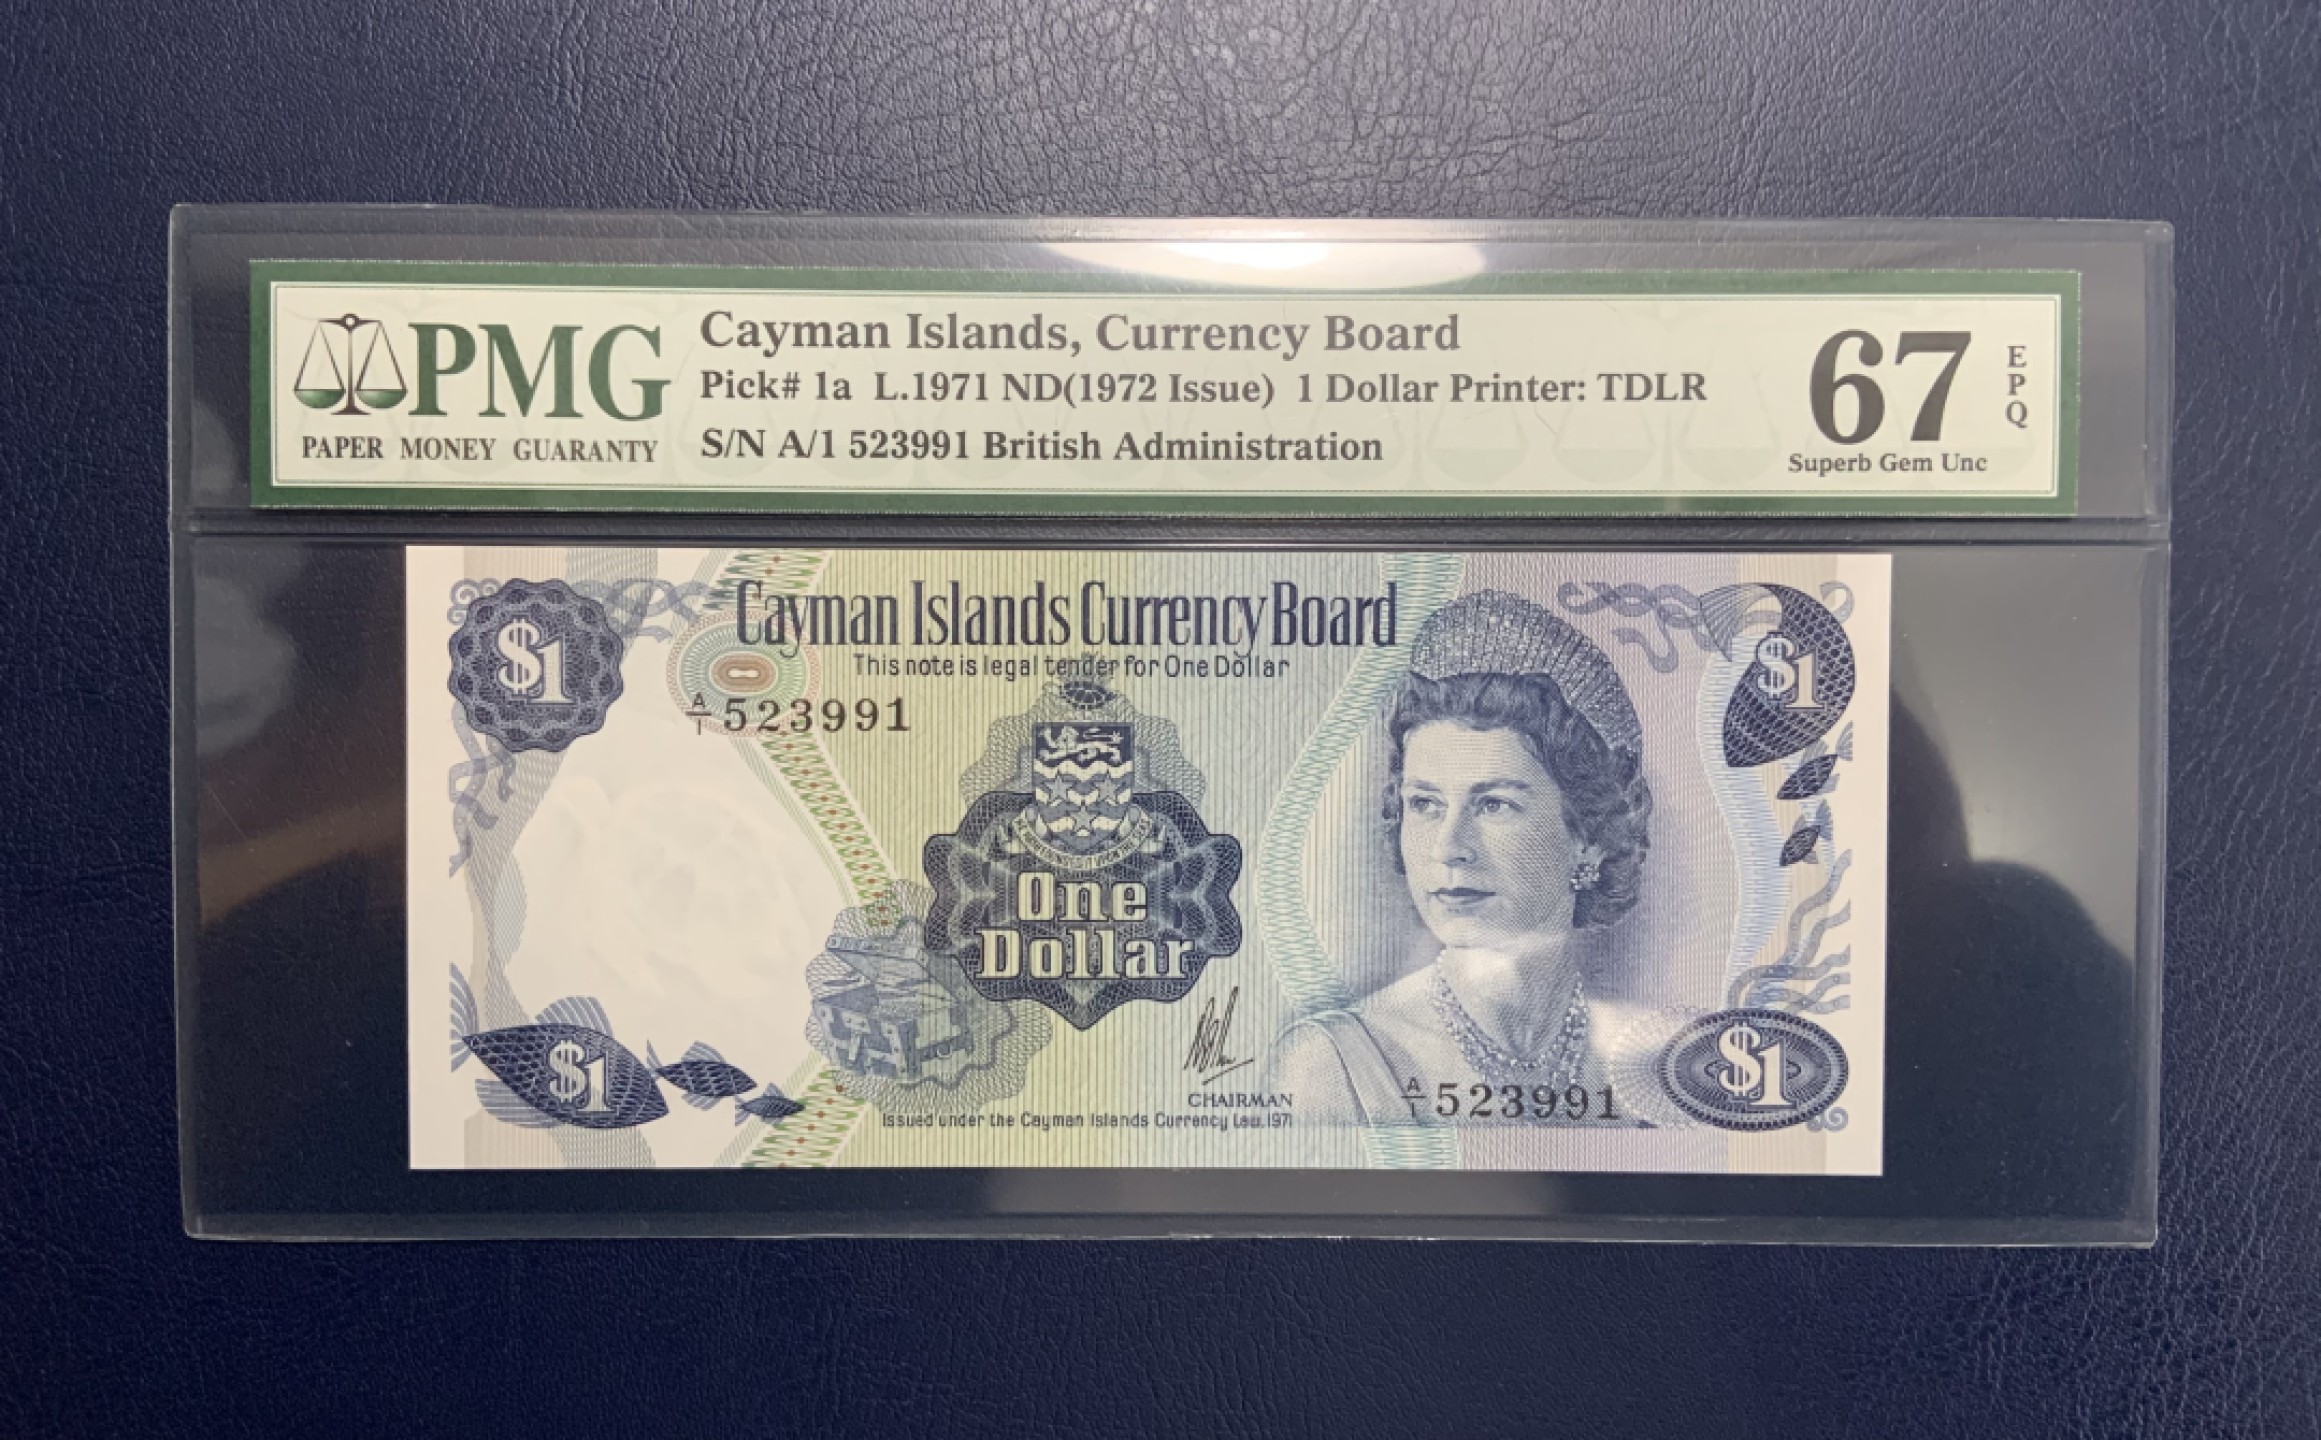 PMG
PAPER MONEY GUARANTY
Cayman Islands, Currency Board
Pick# 1a L.1971 ND(1972 Issue) 1 Dollar Printer: TDLR
S/N A/1 523991 British Administration
67
EPQ
Superb Gem Unc
$1
Cayman Islands Currency Board
$1
This note is legal tender for One Dollar
A/1 523991
One
Dollar
$1
CHAIRMAN
A/1 523991
$1
Issued under the Cayman Islands Currency Law, 1971